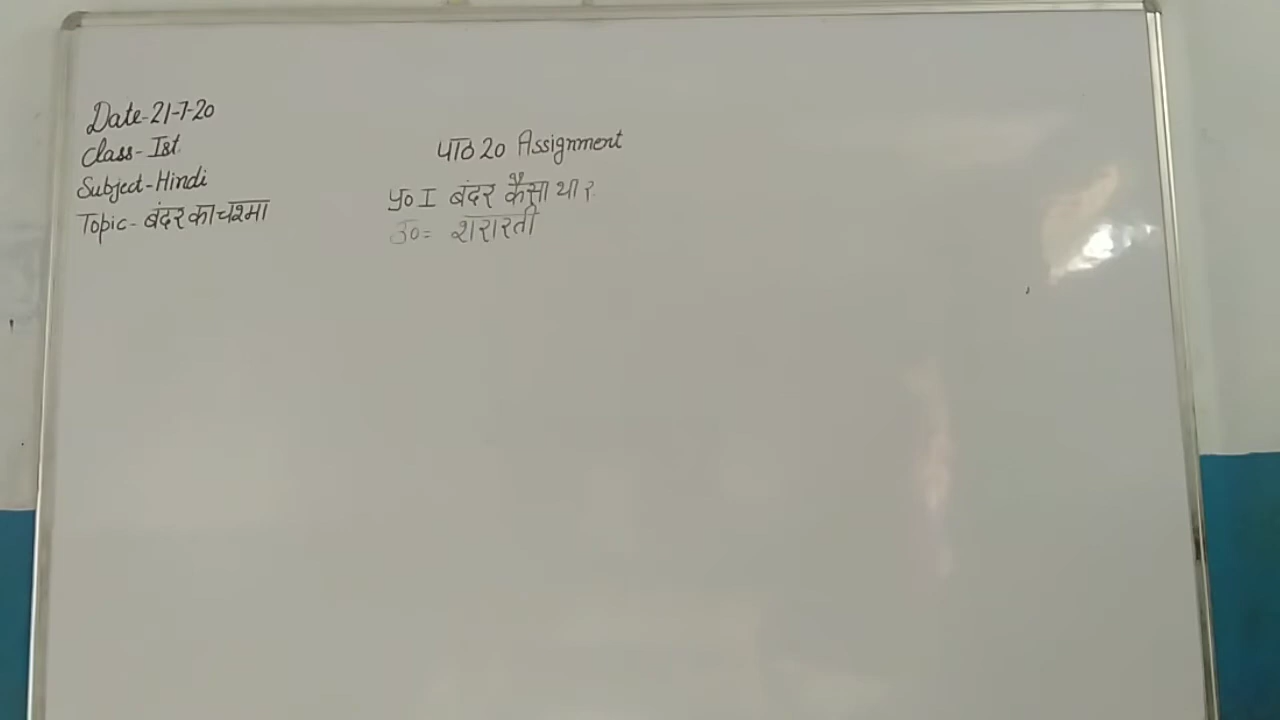 Date-21-7-20
Class-Ist.
Subject-Hindi
Topic-बंदर का चश्मा
पाठ 20 Assignment
प्र० I बंदर कैसा था?
उ०= शरारती